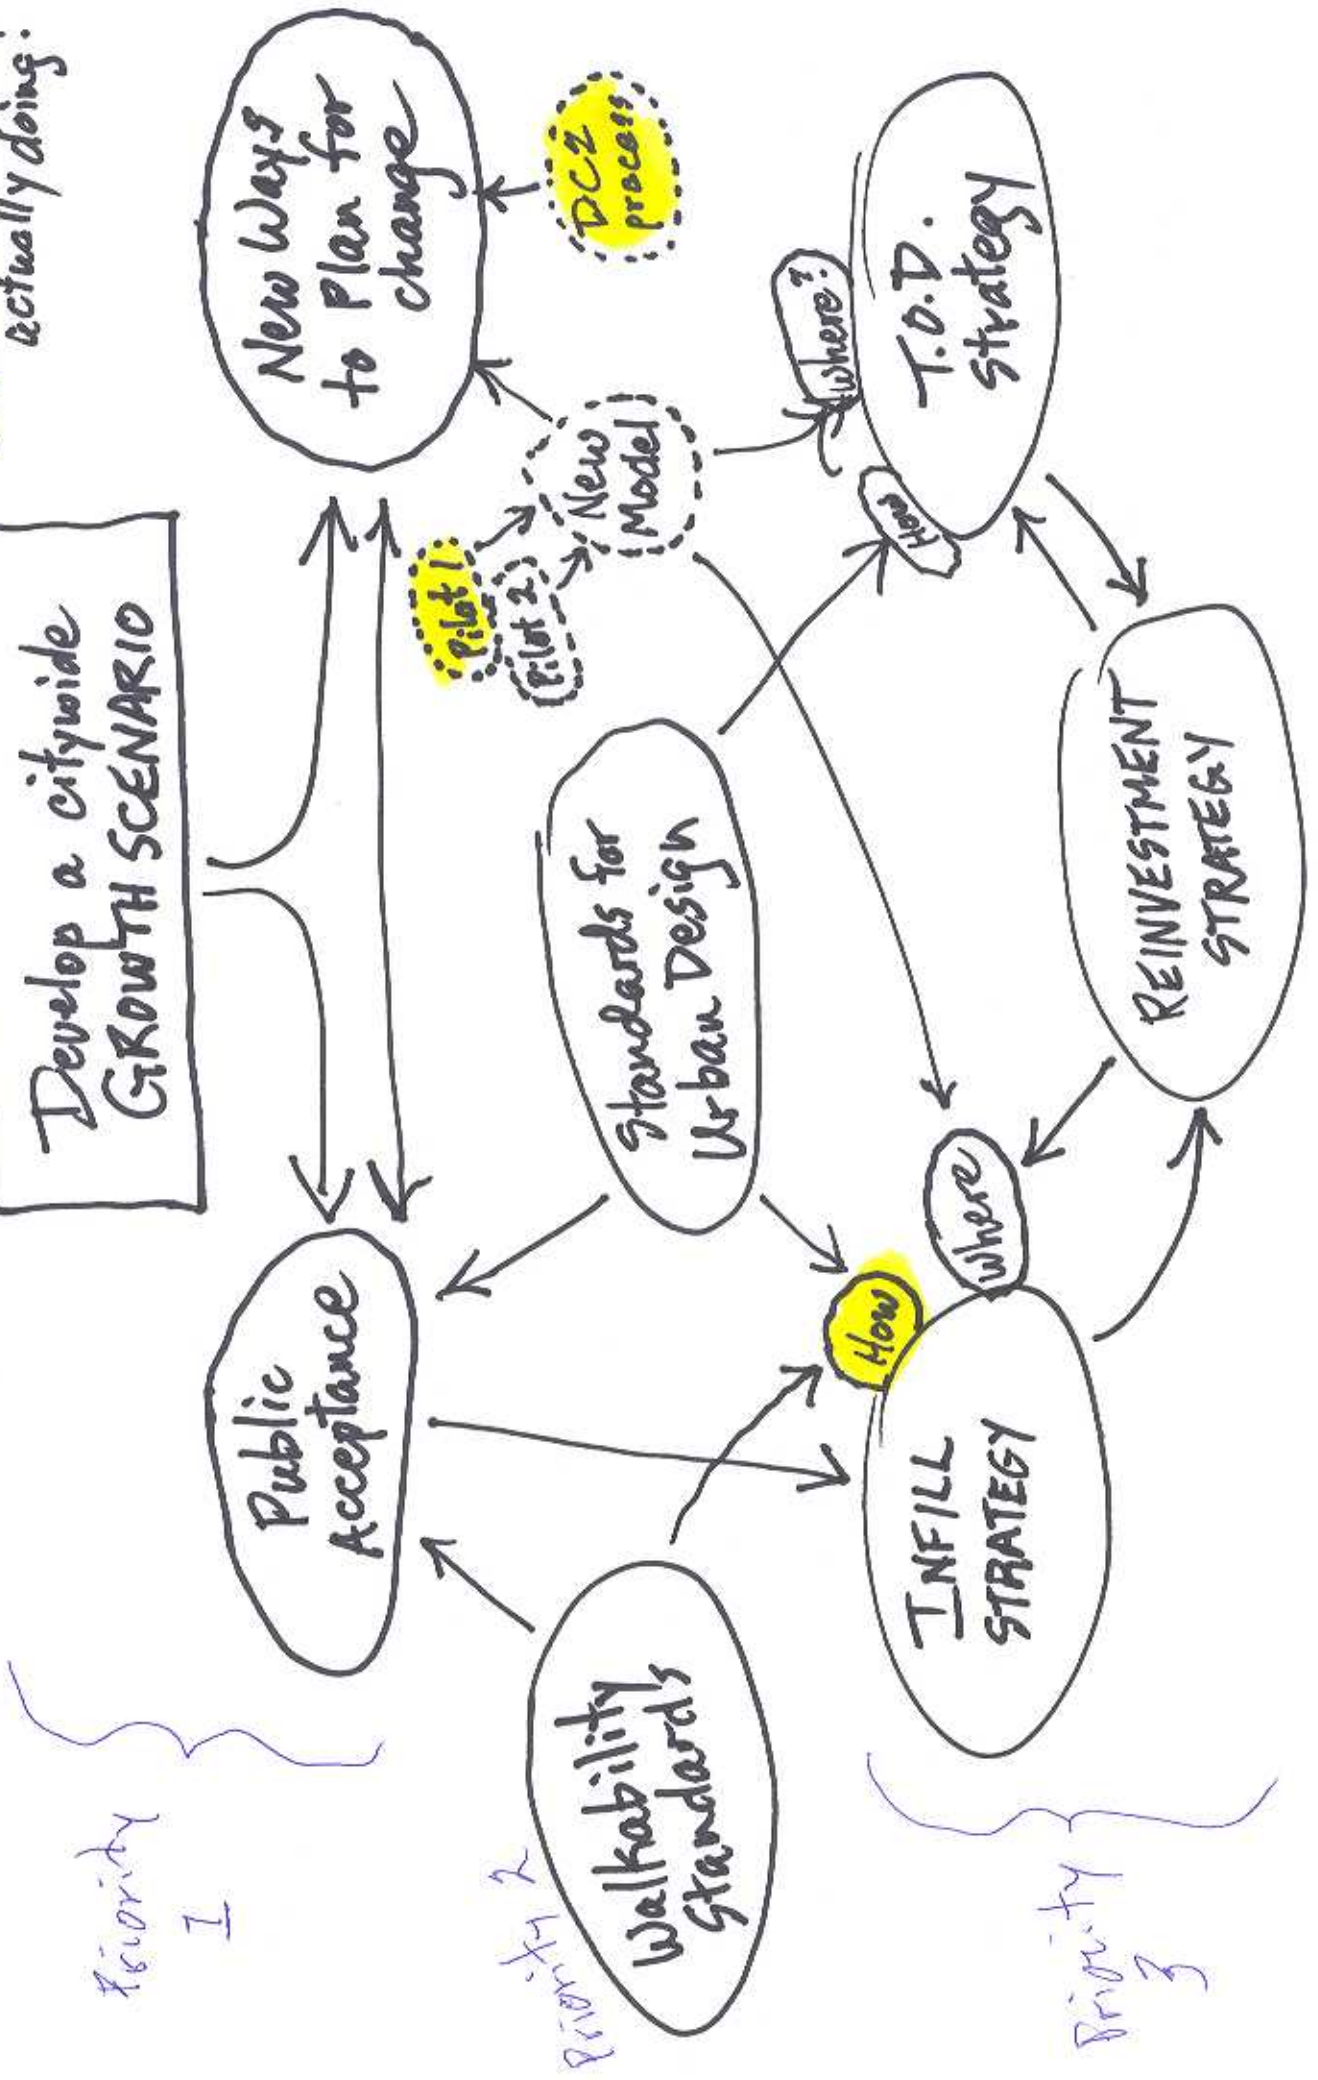 actually doing:
Develop a citywide
GROWTH SCENARIO
Priority
1
Public
Acceptance
New Ways
to Plan for
change
Pilot 1
Pilot 2
New
Model
DC2
process
Priority 2
Walkability
Standards
Standards for
Urban Design
How
Where
How
Where?
Priority
3
INFILL
STRATEGY
REINVESTMENT
STRATEGY
T.O.D.
Strategy